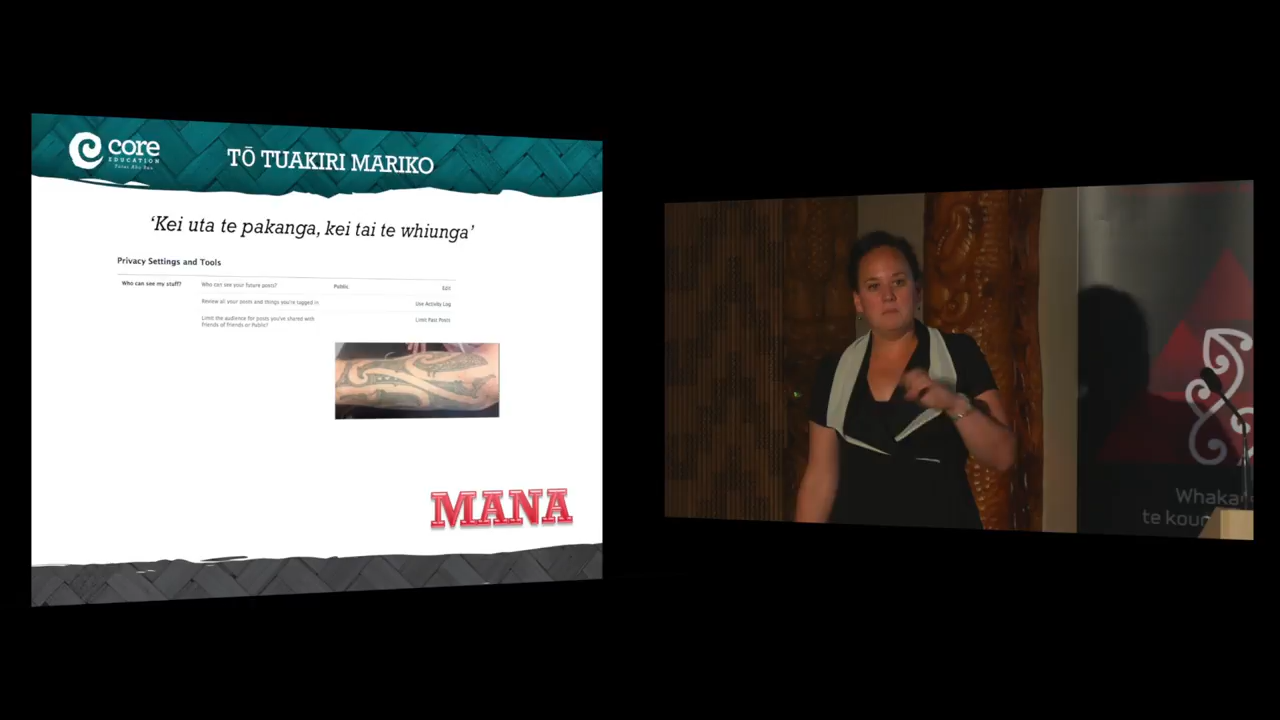 core
EDUCATION
TŌ TUAKIRI MARIKO
‘Kei uta te pakanga, kei tai te whiunga’
Privacy Settings and Tools
Who can see my stuff? Who can see your future posts? Public Edit
Review all your posts and things you're tagged in Use Activity Log
Limit the audience for posts you've shared with friends of friends or Public? Limit Past Posts
MANA
te